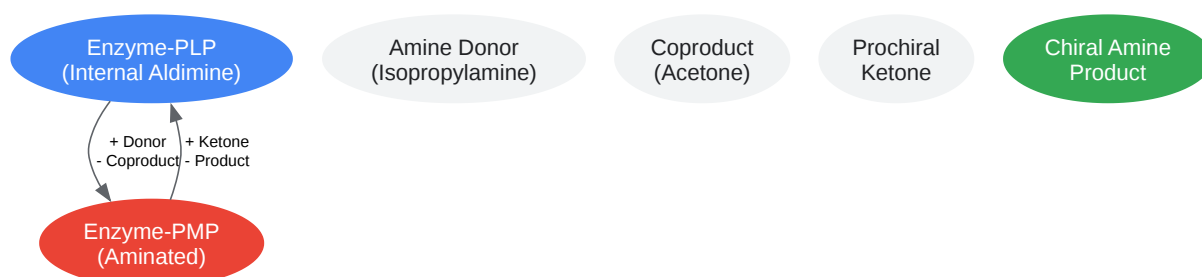 Enzyme-PLP
(Internal Aldimine)
Amine Donor
(Isopropylamine)
Coproduct
(Acetone)
Prochiral
Ketone
Chiral Amine
Product
+ Donor
- Coproduct
+ Ketone
- Product
Enzyme-PMP
(Aminated)